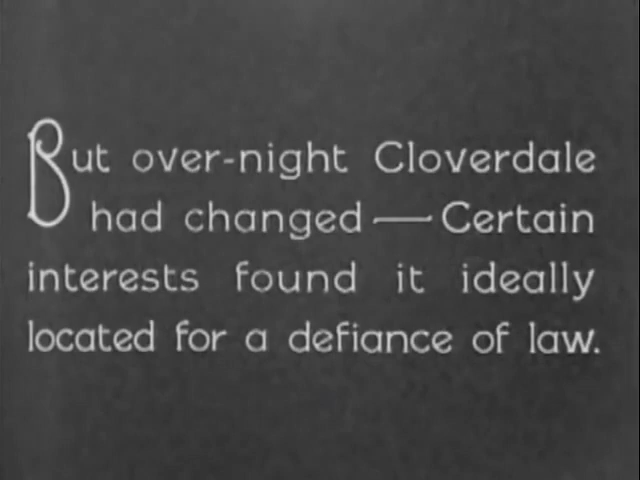 But over-night Cloverdale
had changed — Certain
interests found it ideally
located for a defiance of law.